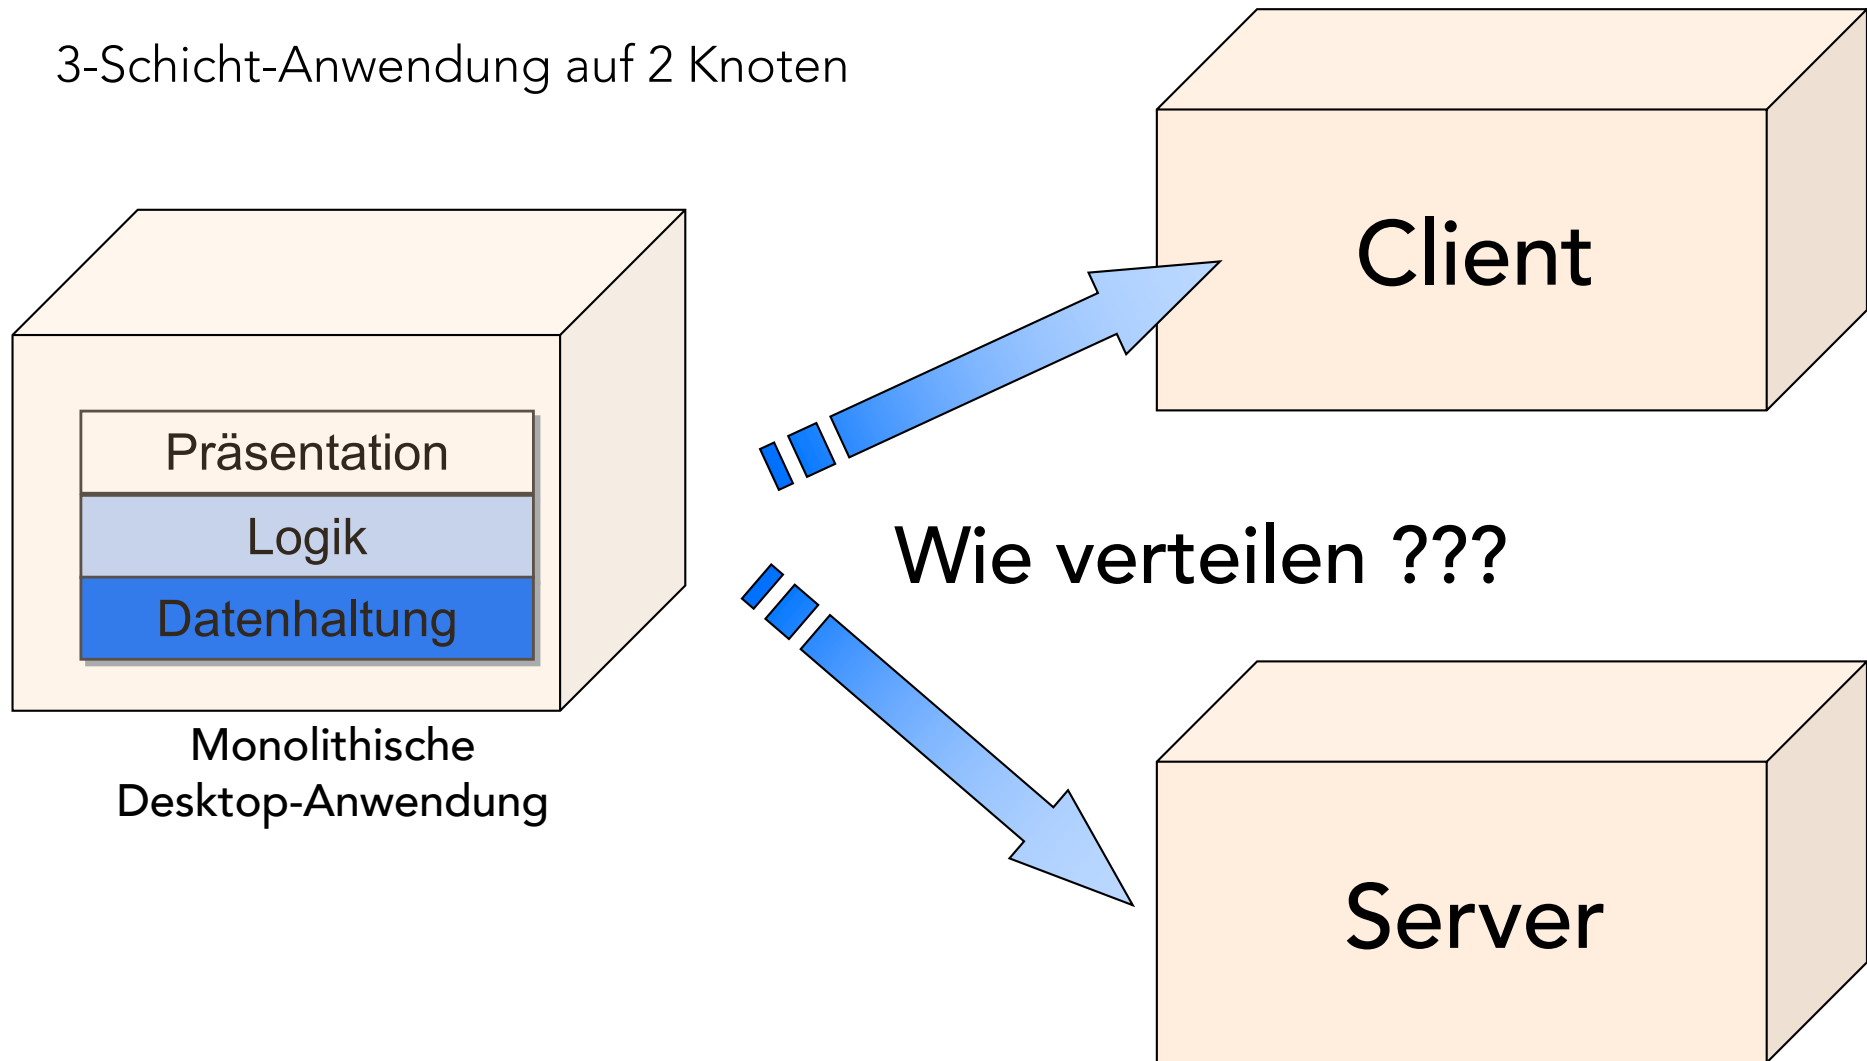 3-Schicht-Anwendung auf 2 Knoten
Präsentation
Logik
Datenhaltung
Monolithische
Desktop-Anwendung
Client
Wie verteilen ???
Server